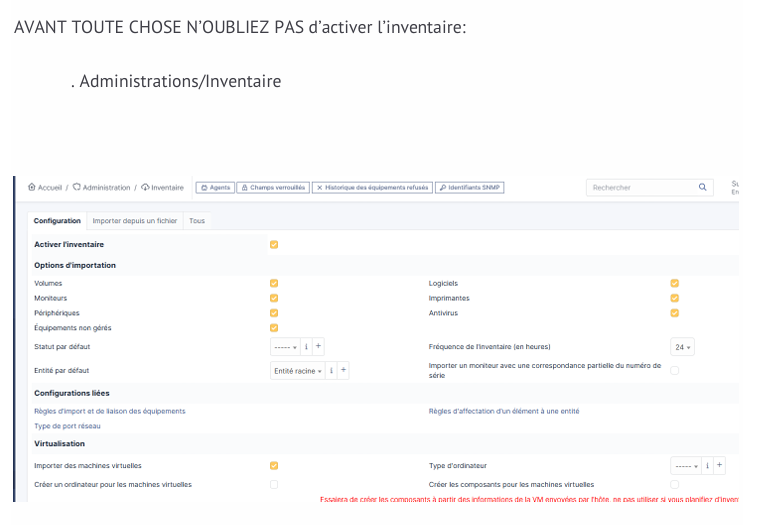 AVANT TOUTE CHOSE N’OUBLIEZ PAS d’activer l’inventaire:
. Administrations/Inventaire
Accueil / Administration / Inventaire Agents Champs verrouillés Historique des équipements refusés Identifiants SNMP Rechercher
Configuration Importer depuis un fichier Tous
Activer l'inventaire
Options d'importation
Volumes Logiciels
Moniteurs Imprimantes
Périphériques Antivirus
Équipements non gérés
Statut par défaut ----- i + Fréquence de l'inventaire (en heures) 24
Entité par défaut Entité racine i + Importer un moniteur avec une correspondance partielle du numéro de
série
Configurations liées
Règles d'import et de liaison des équipements Règles d'affectation d'un élément à une entité
Type de port réseau
Virtualisation
Importer des machines virtuelles Type d'ordinateur ----- i +
Créer un ordinateur pour les machines virtuelles Créer les composants pour les machines virtuelles
Essaiera de créer les composants à partir des informations de la VM envoyées par l'hôte, ne pas utiliser si vous planifiez d'inven